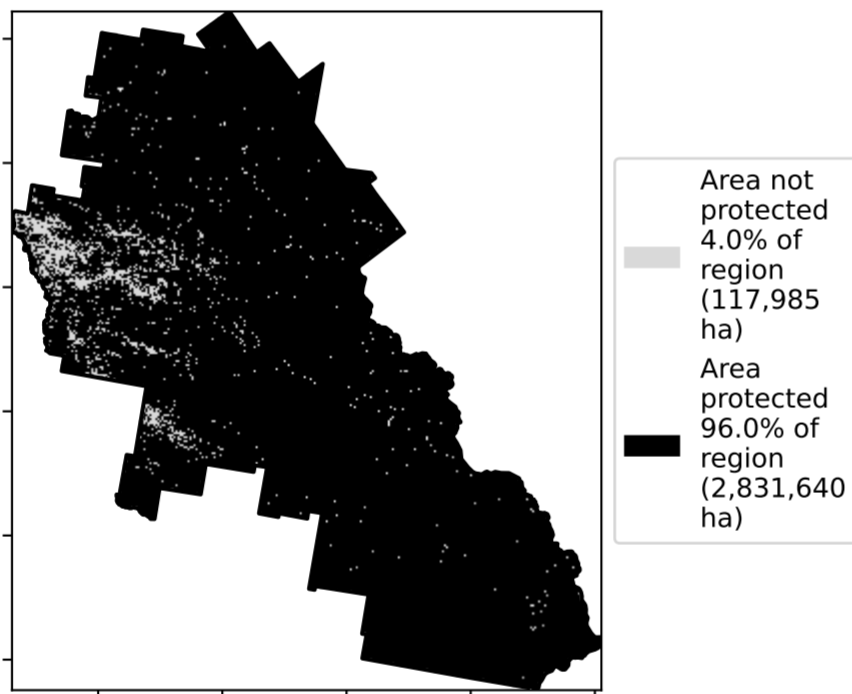 Area not
protected
4.0% of
region
(117,985
ha)
Area
protected
96.0% of
region
(2,831,640
ha)